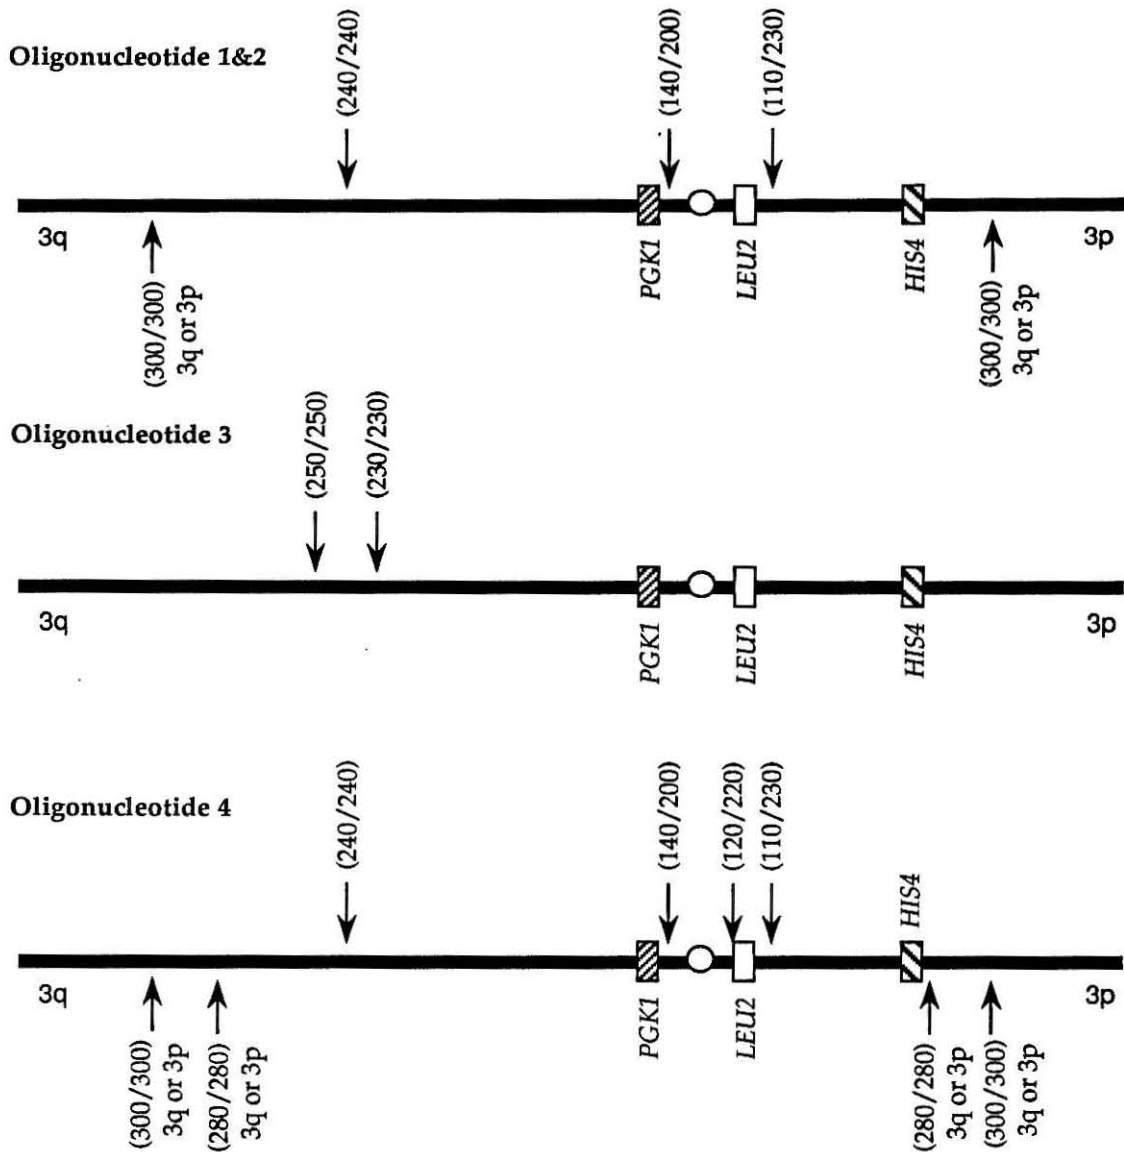 Oligonucleotide 1&2
(240/240)
(140/200)
(110/230)
3q
PGK1
LEU2
HIS4
3p
(300/300)
3q or 3p
(300/300)
3q or 3p
Oligonucleotide 3
(250/250)
(230/230)
3q
PGK1
LEU2
HIS4
3p
Oligonucleotide 4
(240/240)
(140/200)
(120/220)
(110/230)
HIS4
3q
PGK1
LEU2
3p
(300/300)
3q or 3p
(280/280)
3q or 3p
(280/280)
3q or 3p
(300/300)
3q or 3p